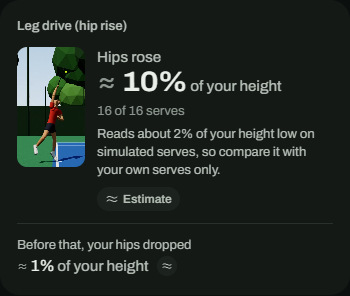 Leg drive (hip rise)
Hips rose
≈ 10% of your height
16 of 16 serves
Reads about 2% of your height low on
simulated serves, so compare it with
your own serves only.
≈ Estimate
Before that, your hips dropped
≈ 1% of your height ≈